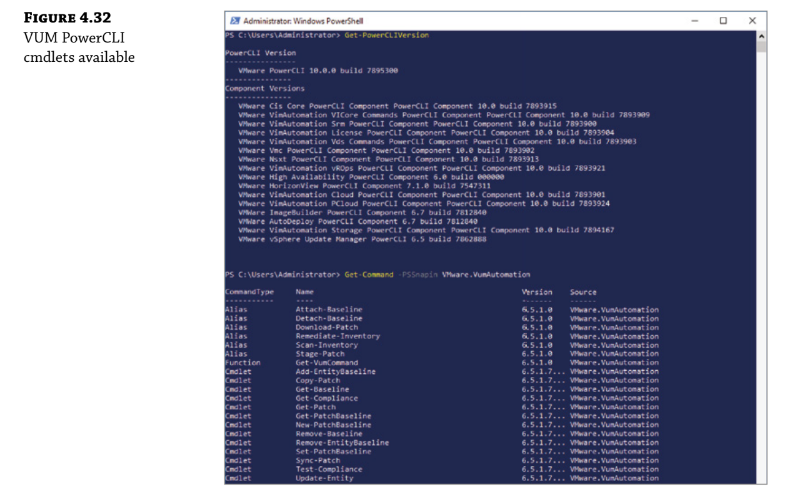 FIGURE 4.32
VUM PowerCLI
cmdlets available
Administrator: Windows PowerShell
PS C:\Users\Administrator> Get-PowerCLIVersion
PowerCLI Version
----------------
VMware PowerCLI 10.0.0 build 7895300
---------------
Component Versions
---------------
VMware Cis Core PowerCLI Component PowerCLI Component 10.0 build 7893915
VMware VimAutomation VICore Commands PowerCLI Component PowerCLI Component 10.0 build 7893909
VMware VimAutomation Srm PowerCLI Component PowerCLI Component 10.0 build 7893900
VMware VimAutomation License PowerCLI Component PowerCLI Component 10.0 build 7893904
VMware VimAutomation Vds Commands PowerCLI Component PowerCLI Component 10.0 build 7893903
VMware Vmc PowerCLI Component PowerCLI Component 10.0 build 7893902
VMware Nsxt PowerCLI Component PowerCLI Component 10.0 build 7893913
VMware VimAutomation vROps PowerCLI Component PowerCLI Component 10.0 build 7893921
VMware High Availability PowerCLI Component 6.0 build 000000
VMware HorizonView PowerCLI Component 7.1.0 build 7547311
VMware VimAutomation Cloud PowerCLI Component PowerCLI Component 10.0 build 7893901
VMware VimAutomation PCloud PowerCLI Component PowerCLI Component 10.0 build 7893924
VMWare ImageBuilder PowerCLI Component 6.7 build 7812840
VMWare AutoDeploy PowerCLI Component 6.7 build 7812840
VMware VimAutomation Storage PowerCLI Component PowerCLI Component 10.0 build 7894167
VMware vSphere Update Manager PowerCLI 6.5 build 7862888
PS C:\Users\Administrator> Get-Command -PSSnapin VMware.VumAutomation
CommandType Name Version Source
----------- ---- ------- ------
Alias Attach-Baseline 6.5.1.0 VMware.VumAutomation
Alias Detach-Baseline 6.5.1.0 VMware.VumAutomation
Alias Download-Patch 6.5.1.0 VMware.VumAutomation
Alias Remediate-Inventory 6.5.1.0 VMware.VumAutomation
Alias Scan-Inventory 6.5.1.0 VMware.VumAutomation
Alias Stage-Patch 6.5.1.0 VMware.VumAutomation
Function Get-VumCommand 6.5.1.0 VMware.VumAutomation
Cmdlet Add-EntityBaseline 6.5.1.7... VMware.VumAutomation
Cmdlet Copy-Patch 6.5.1.7... VMware.VumAutomation
Cmdlet Get-Baseline 6.5.1.7... VMware.VumAutomation
Cmdlet Get-Compliance 6.5.1.7... VMware.VumAutomation
Cmdlet Get-Patch 6.5.1.7... VMware.VumAutomation
Cmdlet Get-PatchBaseline 6.5.1.7... VMware.VumAutomation
Cmdlet New-PatchBaseline 6.5.1.7... VMware.VumAutomation
Cmdlet Remove-Baseline 6.5.1.7... VMware.VumAutomation
Cmdlet Remove-EntityBaseline 6.5.1.7... VMware.VumAutomation
Cmdlet Set-PatchBaseline 6.5.1.7... VMware.VumAutomation
Cmdlet Sync-Patch 6.5.1.7... VMware.VumAutomation
Cmdlet Test-Compliance 6.5.1.7... VMware.VumAutomation
Cmdlet Update-Entity 6.5.1.7... VMware.VumAutomation